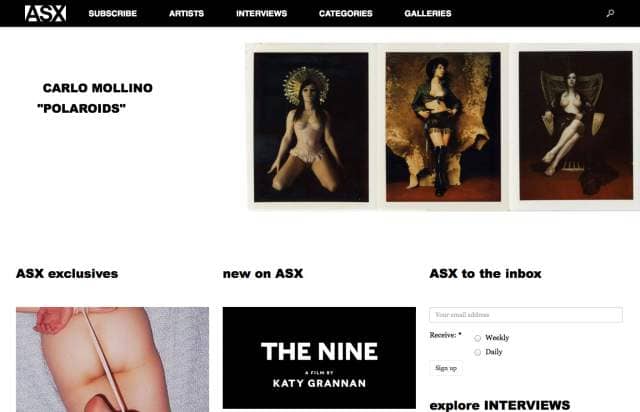 ASX SUBSCRIBE ARTISTS INTERVIEWS CATEGORIES GALLERIES
CARLO MOLLINO
"POLAROIDS"
ASX exclusives
new on ASX
ASX to the inbox
Your email address
Receive: *
Weekly
Daily
Sign up
THE NINE
A FILM BY
KATY GRANNAN
explore INTERVIEWS